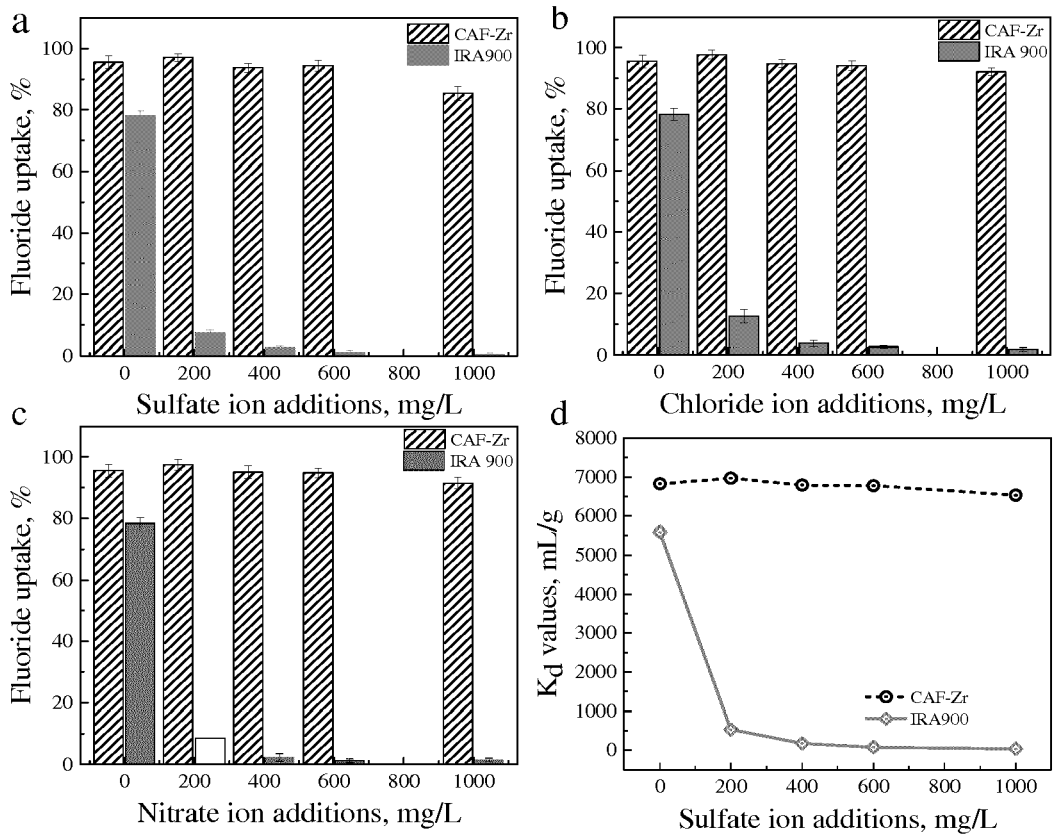 a
CAF-Zr
IRA900
100
80
60
40
20
0
Fluoride uptake, %
0 200 400 600 800 1000
Sulfate ion additions, mg/L
b
CAF-Zr
IRA900
100
80
60
40
20
0
Fluoride uptake, %
0 200 400 600 800 1000
Chloride ion additions, mg/L
c
CAF-Zr
IRA 900
100
80
60
40
20
0
Fluoride uptake, %
0 200 400 600 800 1000
Nitrate ion additions, mg/L
d
8000
7000
6000
5000
4000
3000
2000
1000
0
Kd values, mL/g
CAF-Zr
IRA900
0 200 400 600 800 1000
Sulfate ion additions, mg/L